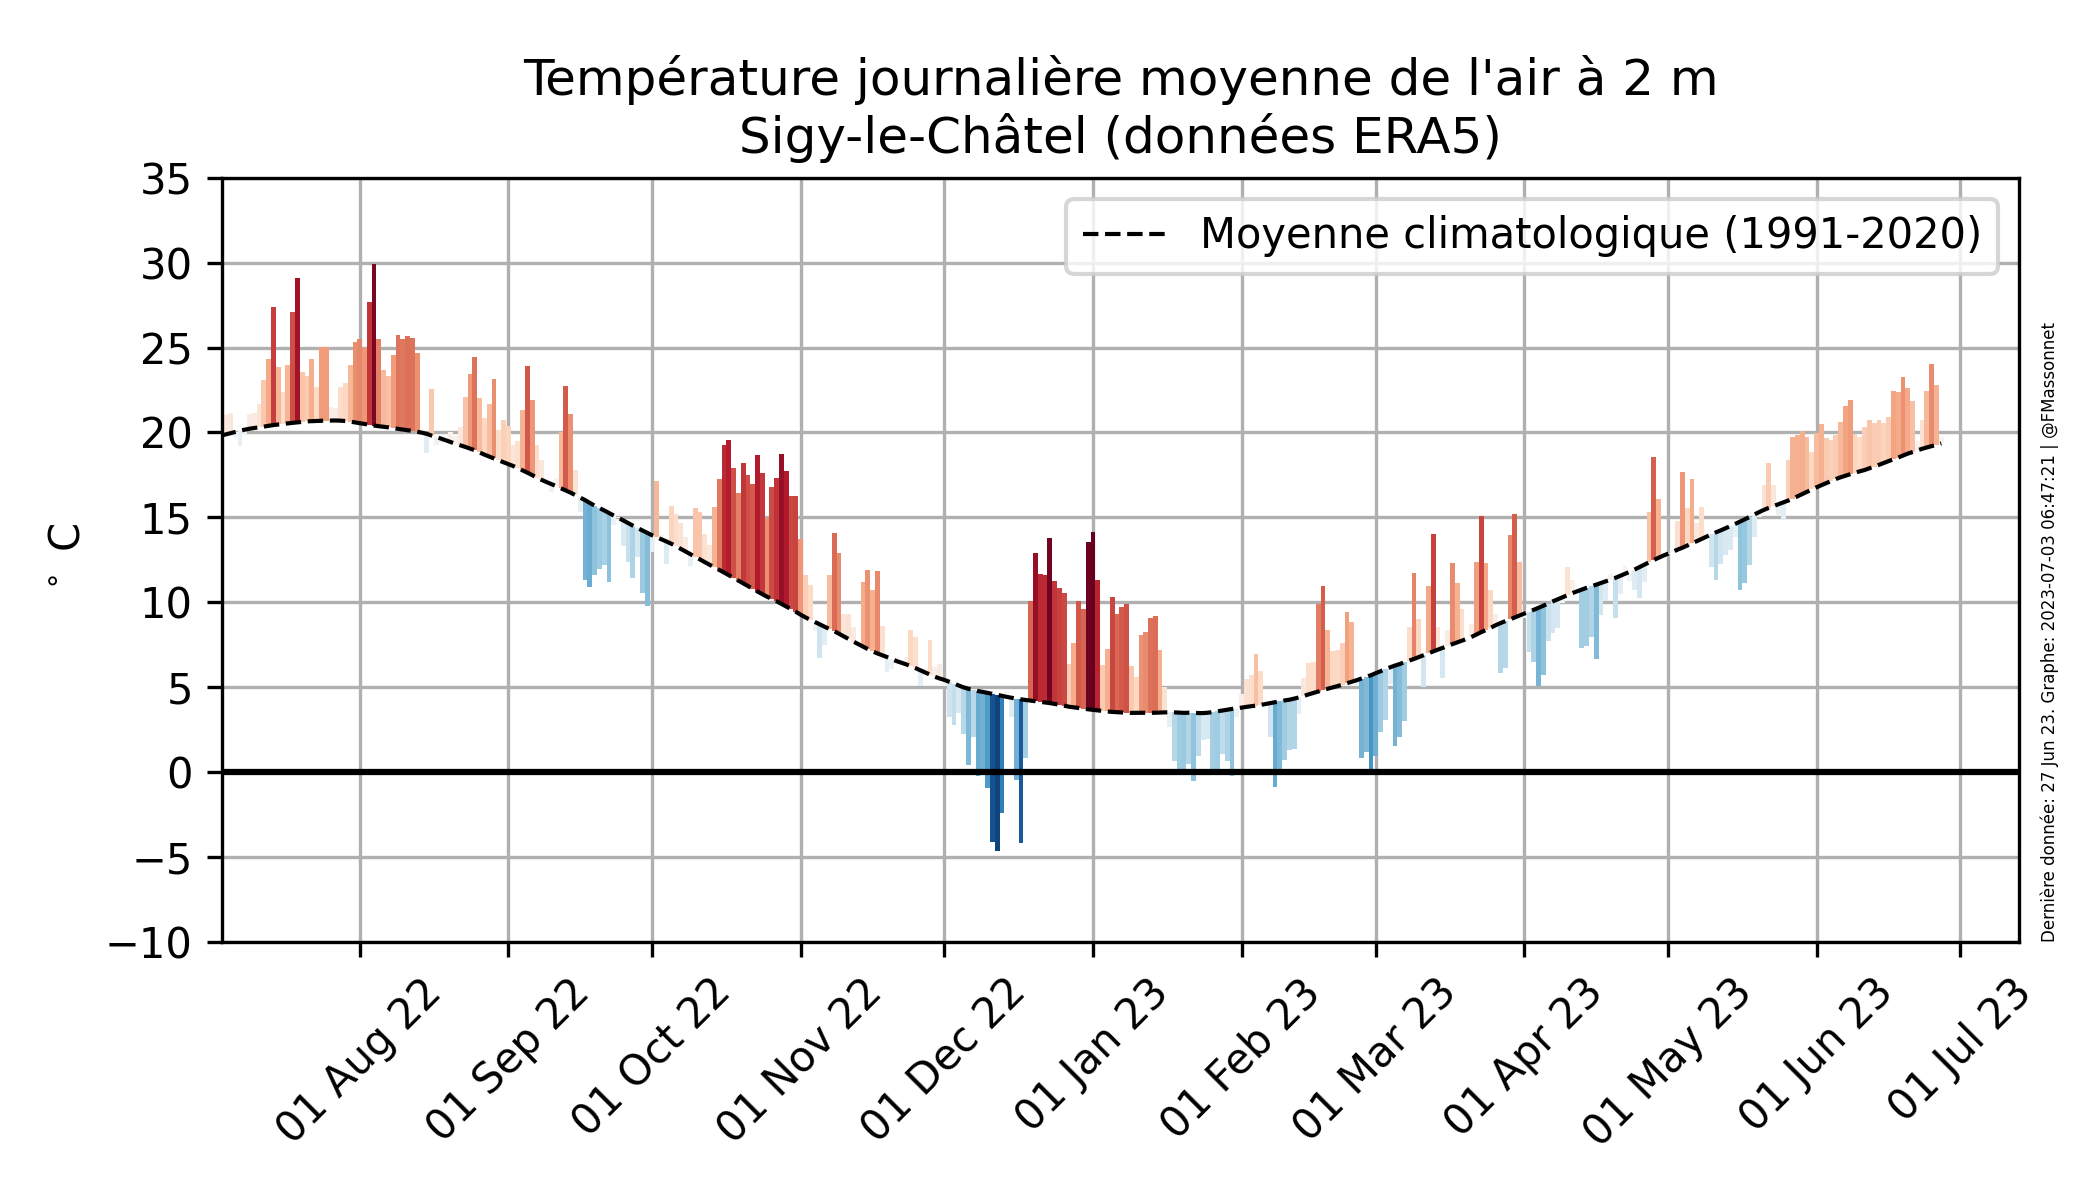 Température journalière moyenne de l'air à 2 m
Sigy-le-Châtel (données ERA5)
35
30
25
20
15
10
5
0
−5
−10
° C
Moyenne climatologique (1991-2020)
01 Aug 22
01 Sep 22
01 Oct 22
01 Nov 22
01 Dec 22
01 Jan 23
01 Feb 23
01 Mar 23
01 Apr 23
01 May 23
01 Jun 23
01 Jul 23
Dernière donnée: 27 Jun 23. Graphe: 2023-07-03 06:47:21 | @FMassonnet